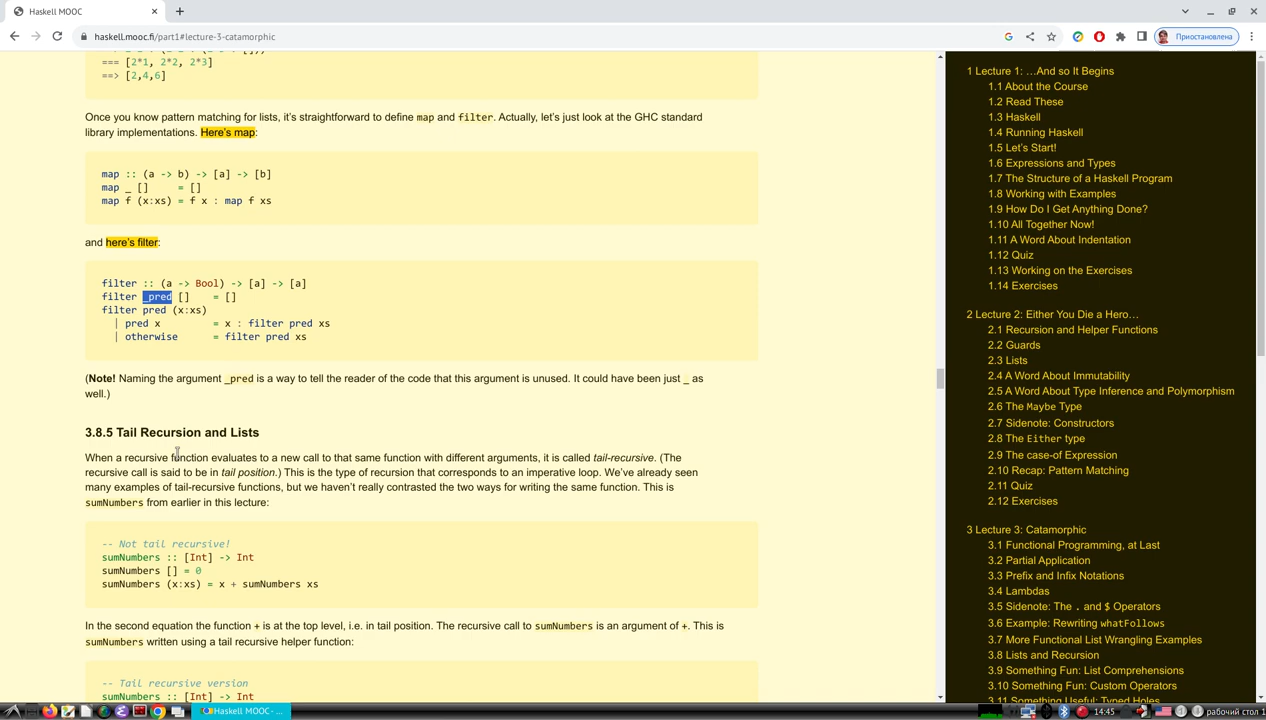 Haskell MOOC
haskell.mooc.fi/part1#lecture-3-catamorphic
Приостановлена
=== [2*1, 2*2, 2*3]
==> [2,4,6]
Once you know pattern matching for lists, it's straightforward to define map and filter. Actually, let's just look at the GHC standard
library implementations. Here's map:
map :: (a -> b) -> [a] -> [b]
map _ []     = []
map f (x:xs) = f x : map f xs
and here's filter:
filter :: (a -> Bool) -> [a] -> [a]
filter _pred []    = []
filter pred (x:xs)
  | pred x         = x : filter pred xs
  | otherwise      = filter pred xs
(Note! Naming the argument _pred is a way to tell the reader of the code that this argument is unused. It could have been just _ as
well.)
3.8.5 Tail Recursion and Lists
When a recursive function evaluates to a new call to that same function with different arguments, it is called tail-recursive. (The
recursive call is said to be in tail position.) This is the type of recursion that corresponds to an imperative loop. We've already seen
many examples of tail-recursive functions, but we haven't really contrasted the two ways for writing the same function. This is
sumNumbers from earlier in this lecture:
-- Not tail recursive!
sumNumbers :: [Int] -> Int
sumNumbers [] = 0
sumNumbers (x:xs) = x + sumNumbers xs
In the second equation the function + is at the top level, i.e. in tail position. The recursive call to sumNumbers is an argument of +. This is
sumNumbers written using a tail recursive helper function:
-- Tail recursive version
sumNumbers :: [Int] -> Int
1 Lecture 1: …And so It Begins
1.1 About the Course
1.2 Read These
1.3 Haskell
1.4 Running Haskell
1.5 Let's Start!
1.6 Expressions and Types
1.7 The Structure of a Haskell Program
1.8 Working with Examples
1.9 How Do I Get Anything Done?
1.10 All Together Now!
1.11 A Word About Indentation
1.12 Quiz
1.13 Working on the Exercises
1.14 Exercises
2 Lecture 2: Either You Die a Hero…
2.1 Recursion and Helper Functions
2.2 Guards
2.3 Lists
2.4 A Word About Immutability
2.5 A Word About Type Inference and Polymorphism
2.6 The Maybe Type
2.7 Sidenote: Constructors
2.8 The Either type
2.9 The case-of Expression
2.10 Recap: Pattern Matching
2.11 Quiz
2.12 Exercises
3 Lecture 3: Catamorphic
3.1 Functional Programming, at Last
3.2 Partial Application
3.3 Prefix and Infix Notations
3.4 Lambdas
3.5 Sidenote: The . and $ Operators
3.6 Example: Rewriting whatFollows
3.7 More Functional List Wrangling Examples
3.8 Lists and Recursion
3.9 Something Fun: List Comprehensions
3.10 Something Fun: Custom Operators
3.11 Something Useful: Typed Holes
Haskell MOOC - ...
14:45
рабочий стол 1